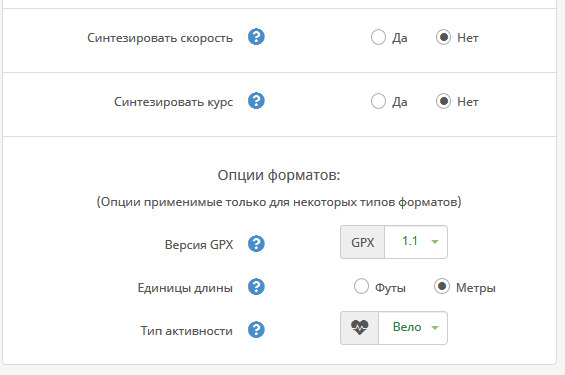 Синтезировать скорость ? Да Нет
Синтезировать курс ? Да Нет
Опции форматов:
(Опции применимые только для некоторых типов форматов)
Версия GPX ? GPX 1.1
Единицы длины ? Футы Метры
Тип активности ? Вело